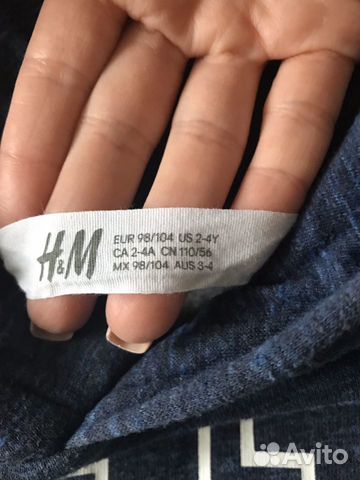 H&M
EUR 98/104 US 2-4Y
CA 2-4A CN 110/56
MX 98/104 AUS 3-4
Avito